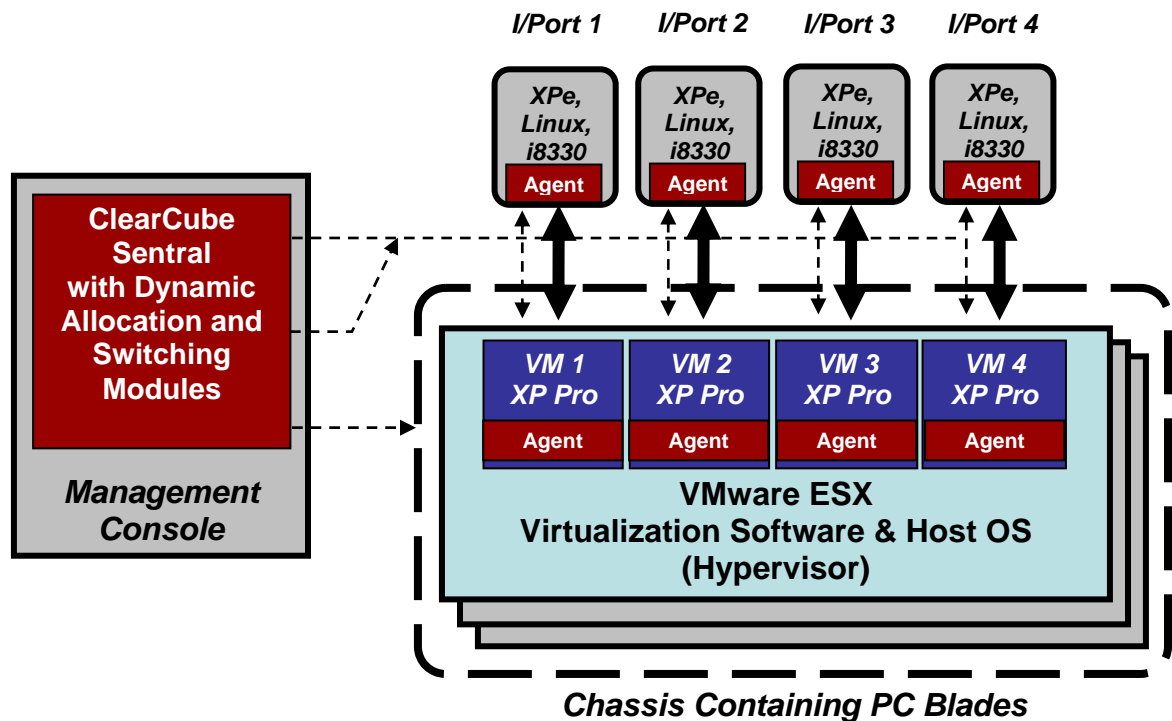 I/Port 1
I/Port 2
I/Port 3
I/Port 4
XPe,
Linux,
i8330
Agent
XPe,
Linux,
i8330
Agent
XPe,
Linux,
i8330
Agent
XPe,
Linux,
i8330
Agent
ClearCube
Sentral
with Dynamic
Allocation and
Switching
Modules
Management
Console
VM 1
XP Pro
Agent
VM 2
XP Pro
Agent
VM 3
XP Pro
Agent
VM 4
XP Pro
Agent
VMware ESX
Virtualization Software & Host OS
(Hypervisor)
Chassis Containing PC Blades